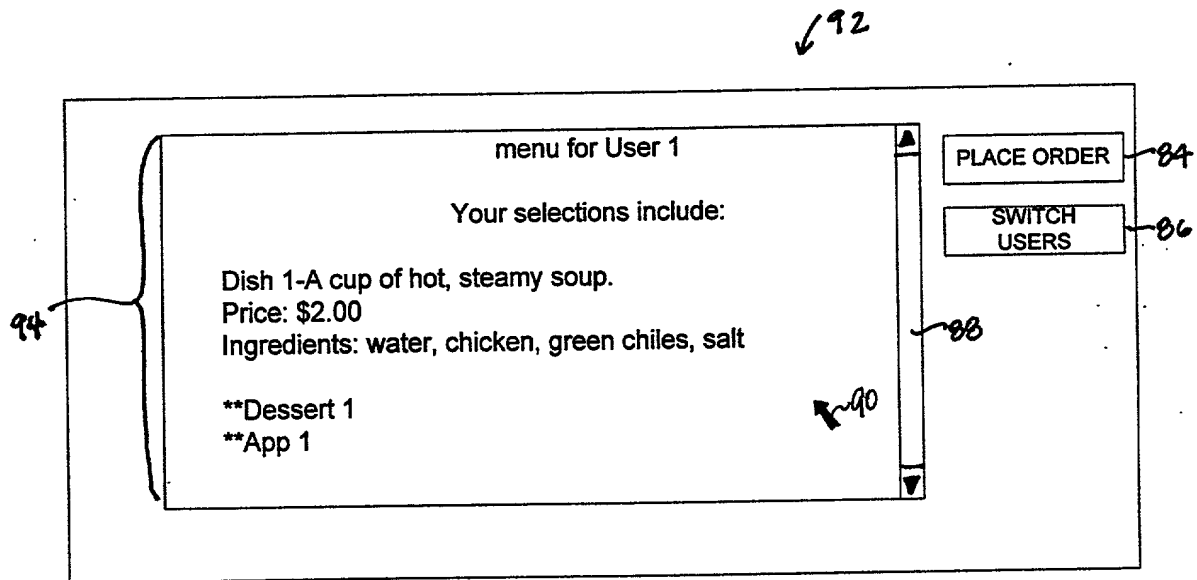 92
menu for User 1
PLACE ORDER
84
Your selections include:
SWITCH
USERS
86
Dish 1-A cup of hot, steamy soup.
Price: $2.00
94
88
Ingredients: water, chicken, green chiles, salt
**Dessert 1
90
**App 1